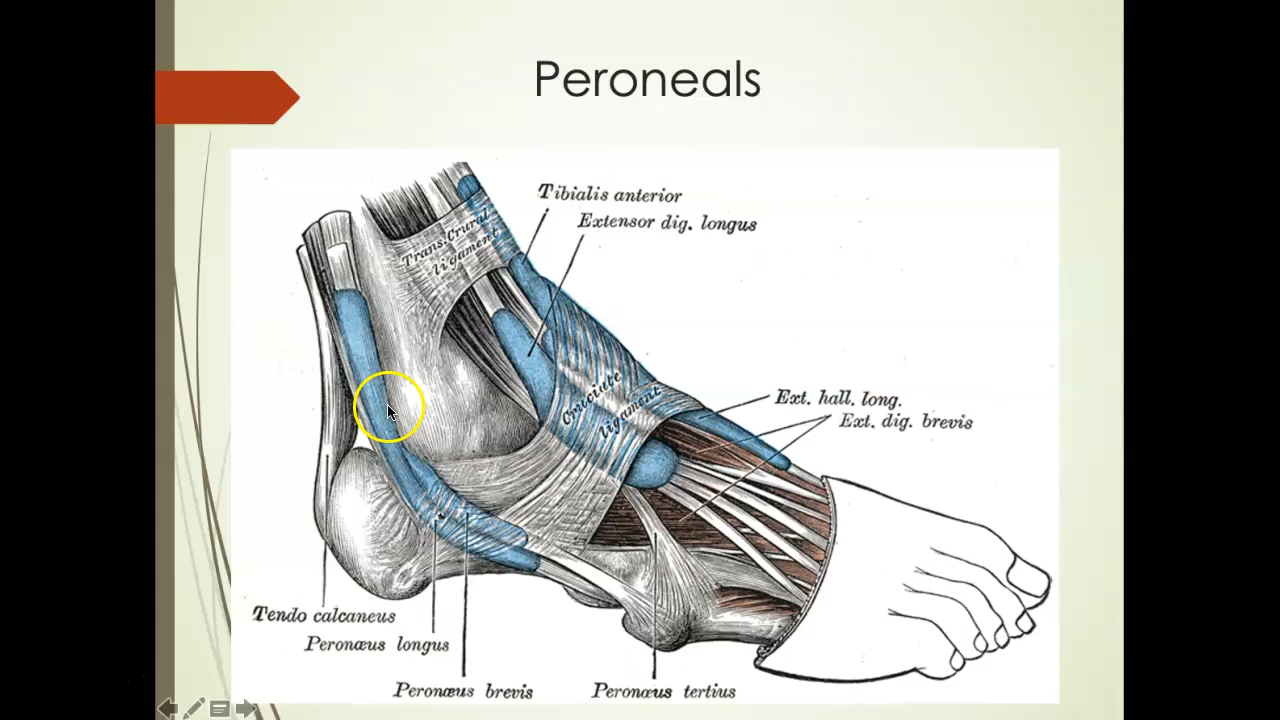 Peroneals
Tibialis anterior
Extensor dig. longus
Trans. Crural
ligament
Cruciate
ligament
Ext. hall. long.
Ext. dig. brevis
Tendo calcaneus
Peronæus longus
Peronæus brevis
Peronæus tertius